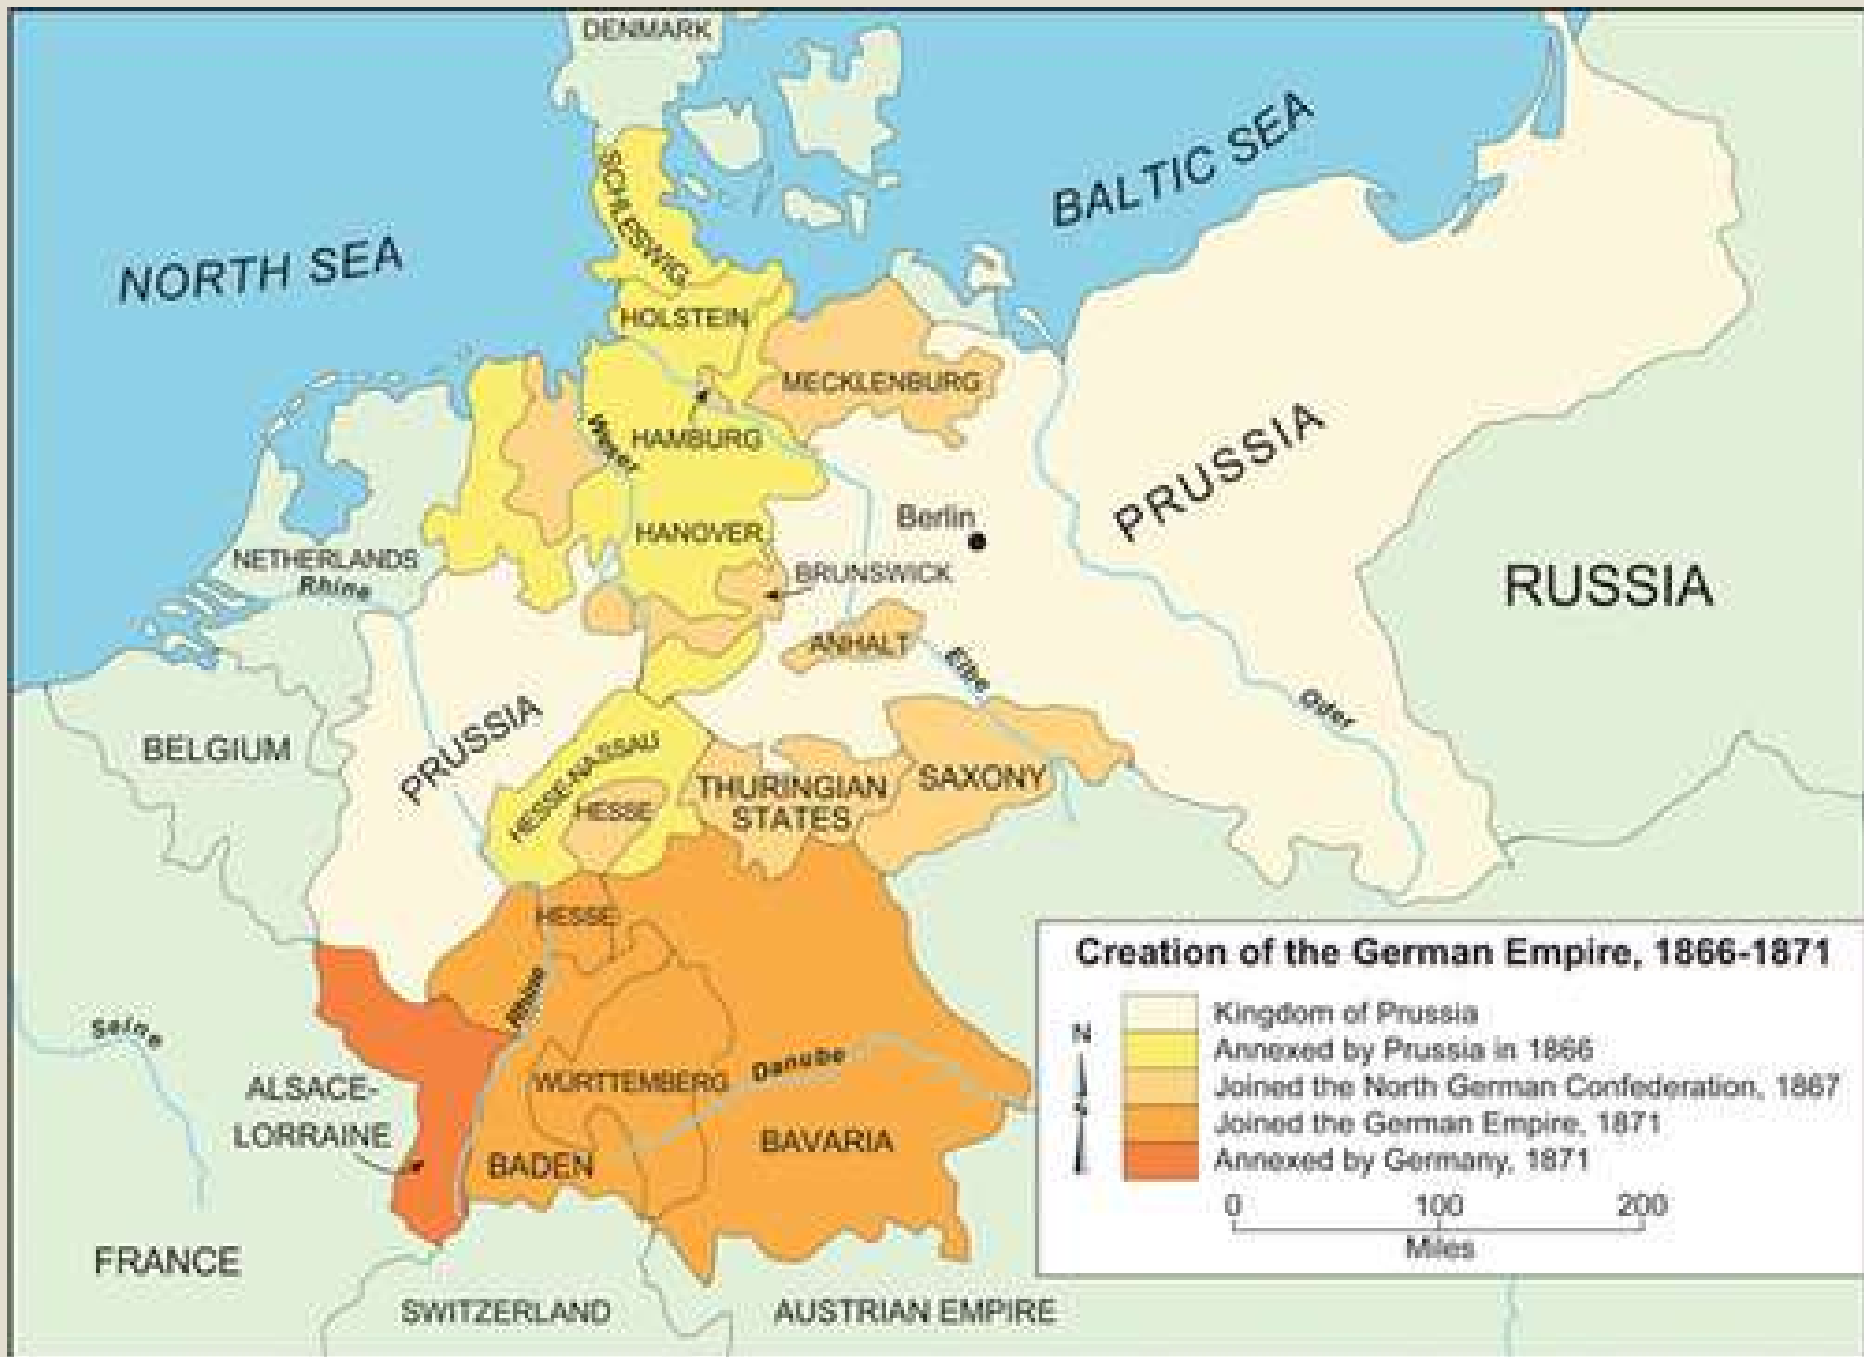 DENMARK
BALTIC SEA
NORTH SEA
SCHLESWIG
HOLSTEIN
MECKLENBURG
Weser
HAMBURG
PRUSSIA
Berlin
HANOVER
NETHERLANDS
Rhine
BRUNSWICK
RUSSIA
ANHALT
Elbe
Oder
BELGIUM
PRUSSIA
HESSE-NASSAU
HESSE
THURINGIAN
STATES
SAXONY
HESSE
Rhine
Seine
Danube
ALSACE-
LORRAINE
WÜRTTEMBERG
BAVARIA
BADEN
FRANCE
SWITZERLAND
AUSTRIAN EMPIRE
Creation of the German Empire, 1866-1871
Kingdom of Prussia
Annexed by Prussia in 1866
Joined the North German Confederation, 1867
Joined the German Empire, 1871
Annexed by Germany, 1871
N
S
0 100 200
Miles